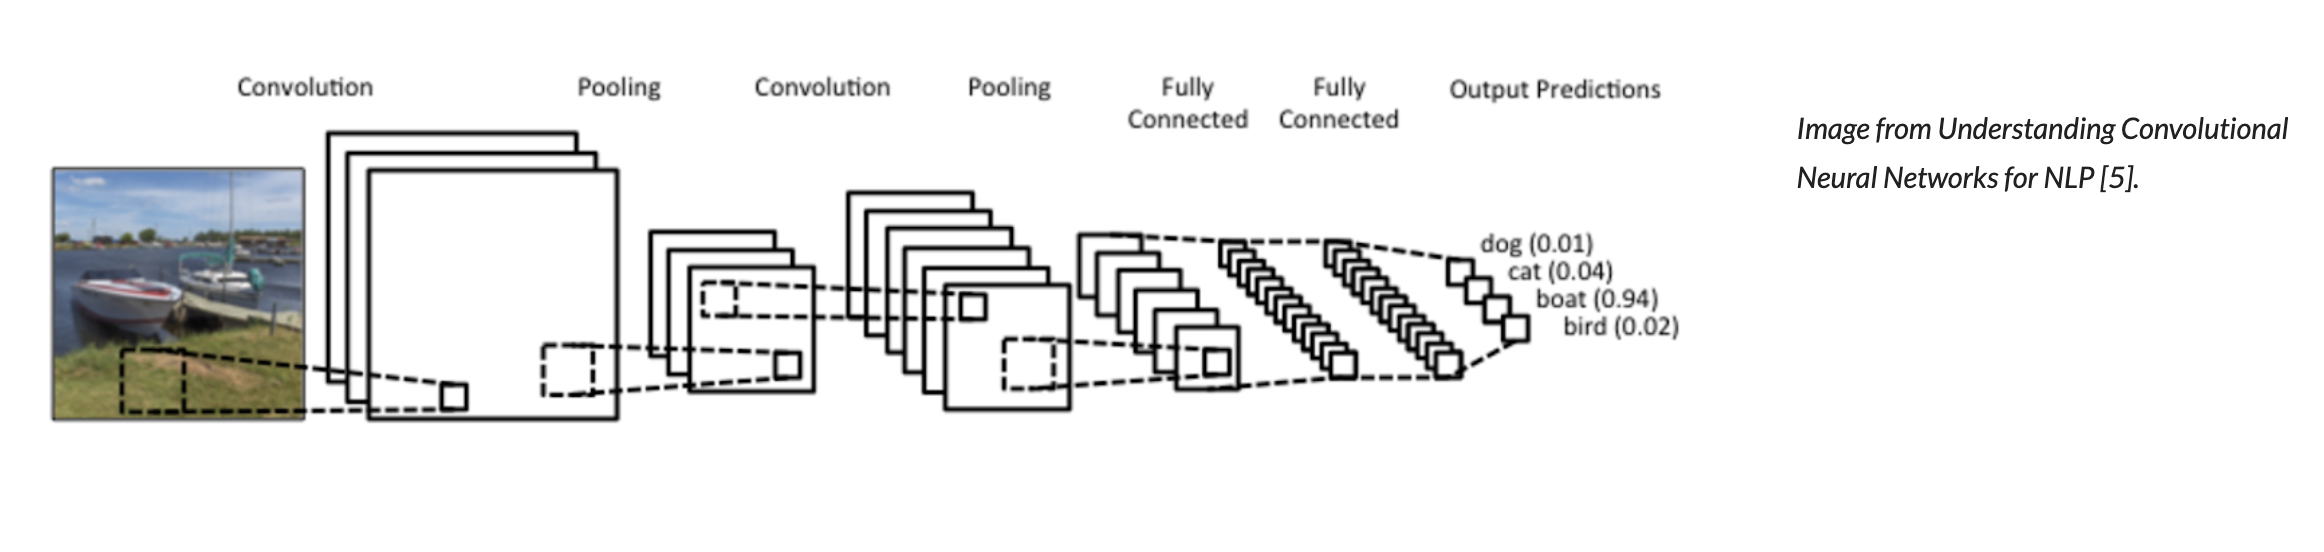 Convolution
Pooling
Convolution
Pooling
Fully
Connected
Fully
Connected
Output Predictions
dog (0.01)
cat (0.04)
boat (0.94)
bird (0.02)
Image from Understanding Convolutional
Neural Networks for NLP [5].